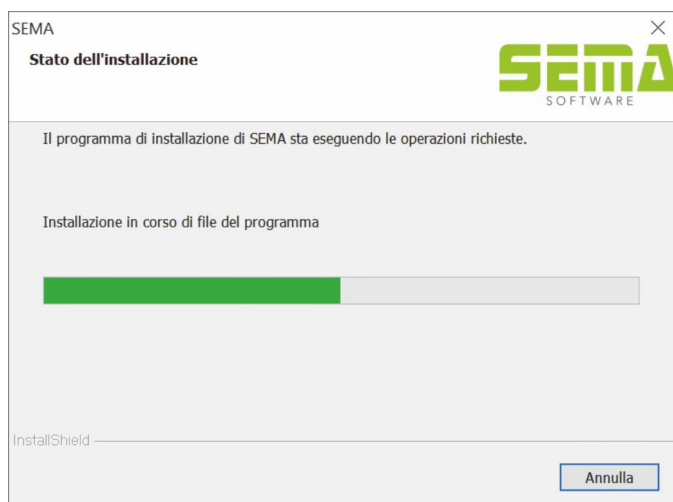 SEMA
Stato dell'installazione
SEMA
SOFTWARE
Il programma di installazione di SEMA sta eseguendo le operazioni richieste.
Installazione in corso di file del programma
InstallShield
Annulla